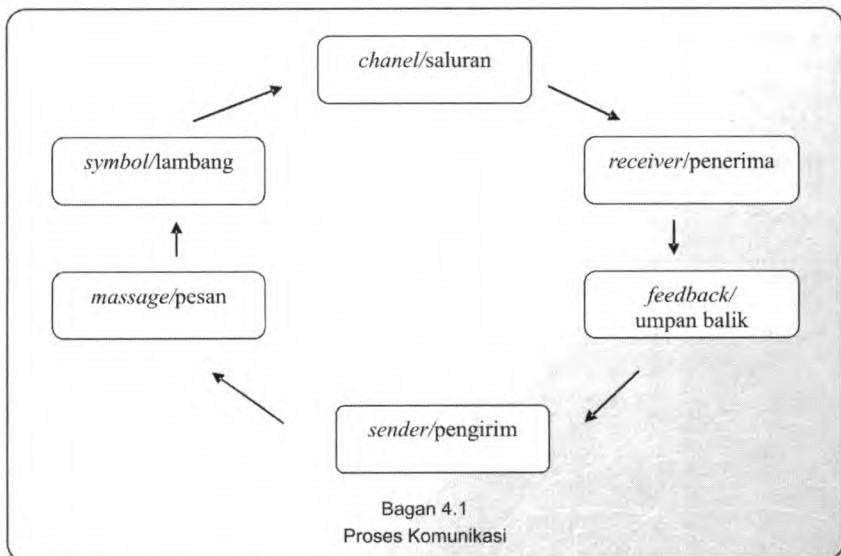 chanel/saluran
symbol/lambang
receiver/penerima
massage/pesan
feedback/
umpan balik
sender/pengirim
Bagan 4.1
Proses Komunikasi